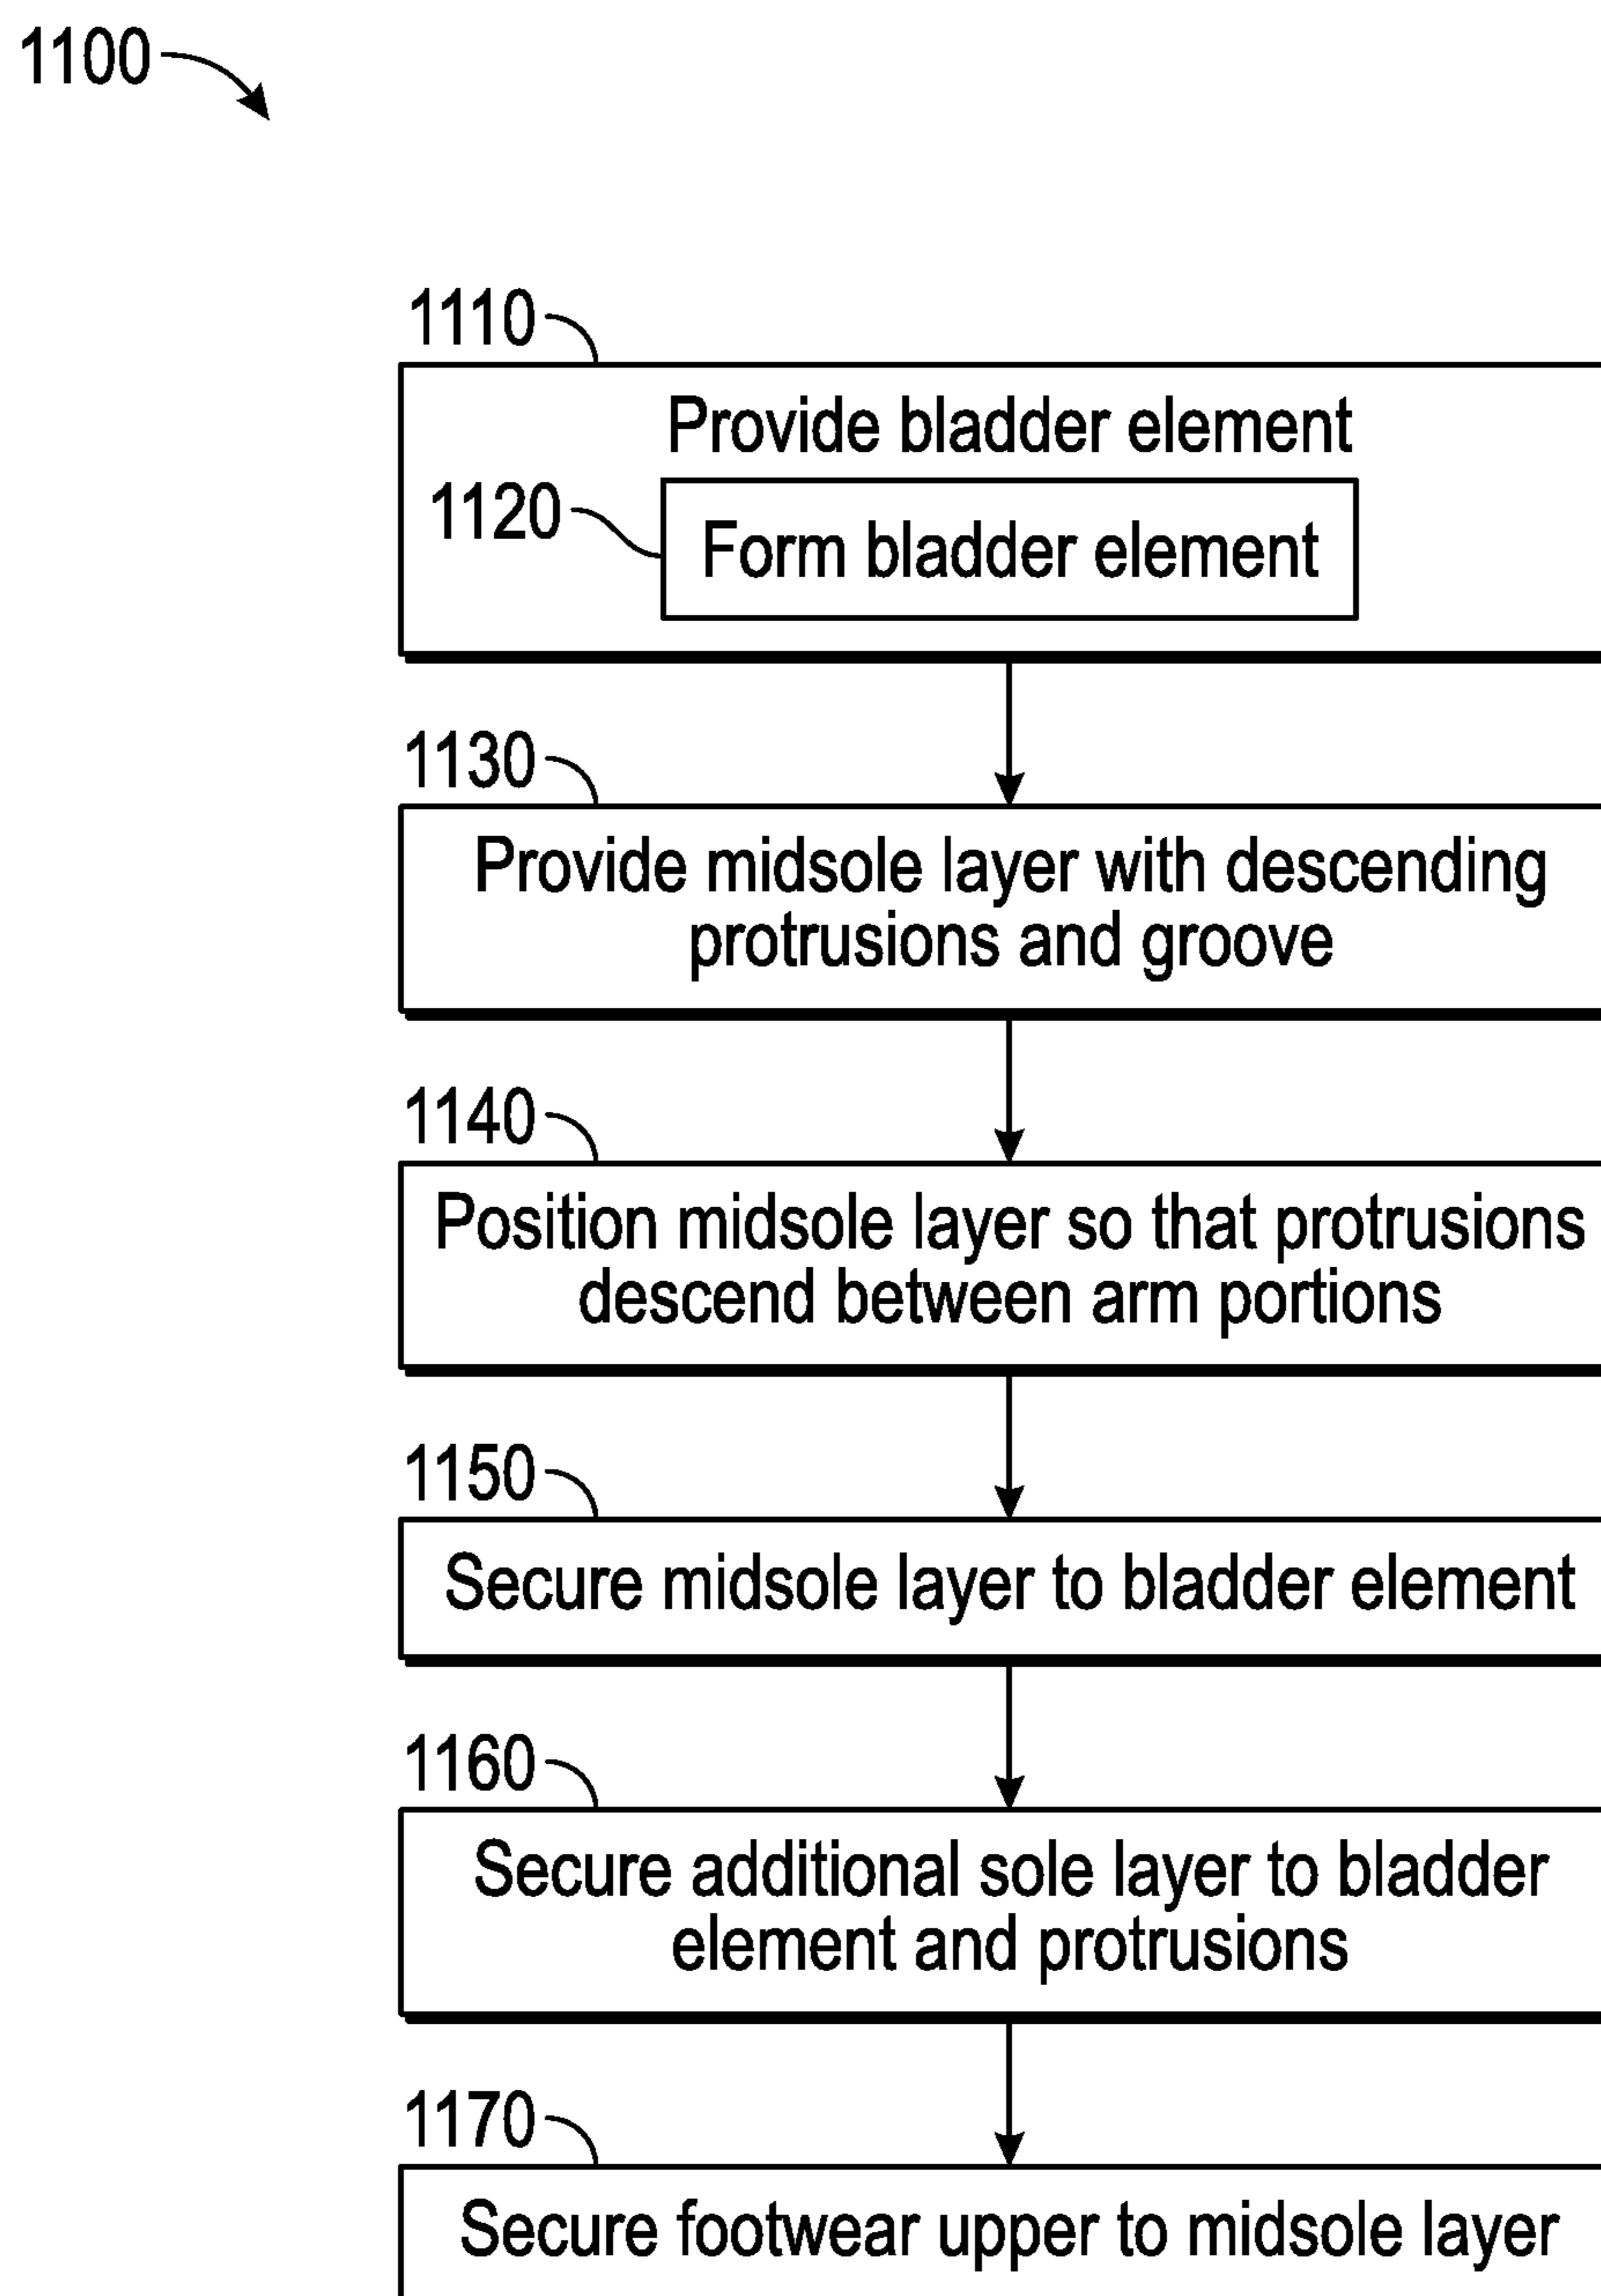 1100
1110
Provide bladder element
1120
Form bladder element
1130
Provide midsole layer with descending
protrusions and groove
1140
Position midsole layer so that protrusions
descend between arm portions
1150
Secure midsole layer to bladder element
1160
Secure additional sole layer to bladder
element and protrusions
1170
Secure footwear upper to midsole layer